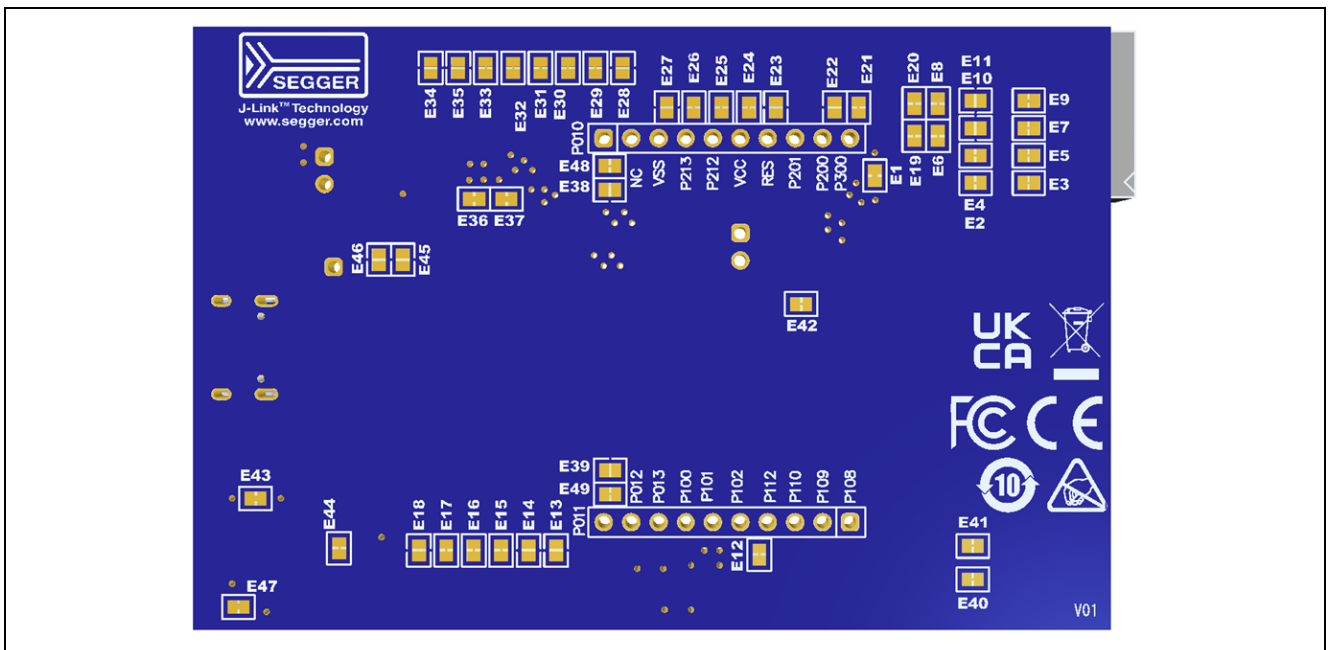 SEGGER
J-Link™ Technology
www.segger.com
E34
E35
E33
E32
E31
E30
E29
E28
E27
E26
E25
E24
E23
E22
E21
E20
E8
E11
E10
E9
E7
E5
E3
E19
E6
E4
E2
P010
NC
VSS
P213
P212
VCC
RES
P201
P200
P300
E1
E48
E38
E36
E37
E46
E45
E42
UK
CA
FC CE
10
E43
E44
E47
E18
E17
E16
E15
E14
E13
E39
E49
P011
P012
P013
P100
P101
P102
P112
P110
P109
P108
E12
E41
E40
V01